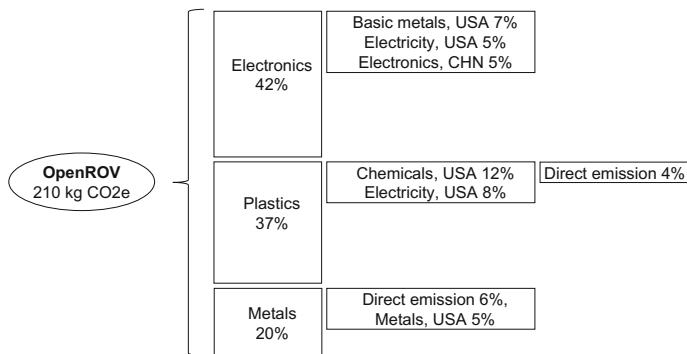 OpenROV
210 kg CO2e
Electronics
42%
Basic metals, USA 7%
Electricity, USA 5%
Electronics, CHN 5%
Plastics
37%
Chemicals, USA 12%
Electricity, USA 8%
Direct emission 4%
Metals
20%
Direct emission 6%,
Metals, USA 5%